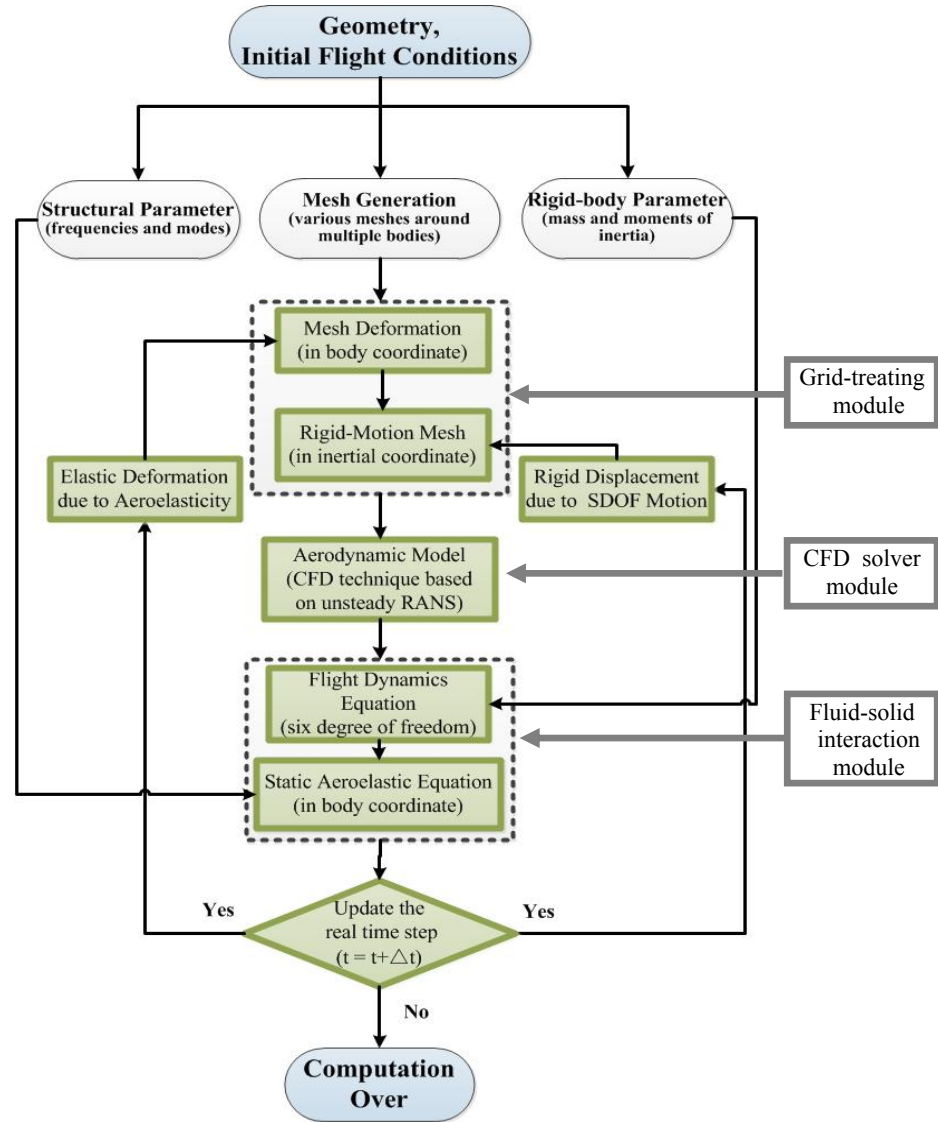 Geometry,
Initial Flight Conditions
Structural Parameter
(frequencies and modes)
Mesh Generation
(various meshes around
multiple bodies)
Rigid-body Parameter
(mass and moments of
inertia)
Mesh Deformation
(in body coordinate)
Grid-treating
module
Rigid-Motion Mesh
(in inertial coordinate)
Elastic Deformation
due to Aeroelasticity
Rigid Displacement
due to SDOF Motion
Aerodynamic Model
(CFD technique based
on unsteady RANS)
CFD solver
module
Flight Dynamics
Equation
(six degree of freedom)
Fluid-solid
interaction
module
Static Aeroelastic Equation
(in body coordinate)
Yes
Update the
real time step
(t = t+△t)
Yes
No
Computation
Over